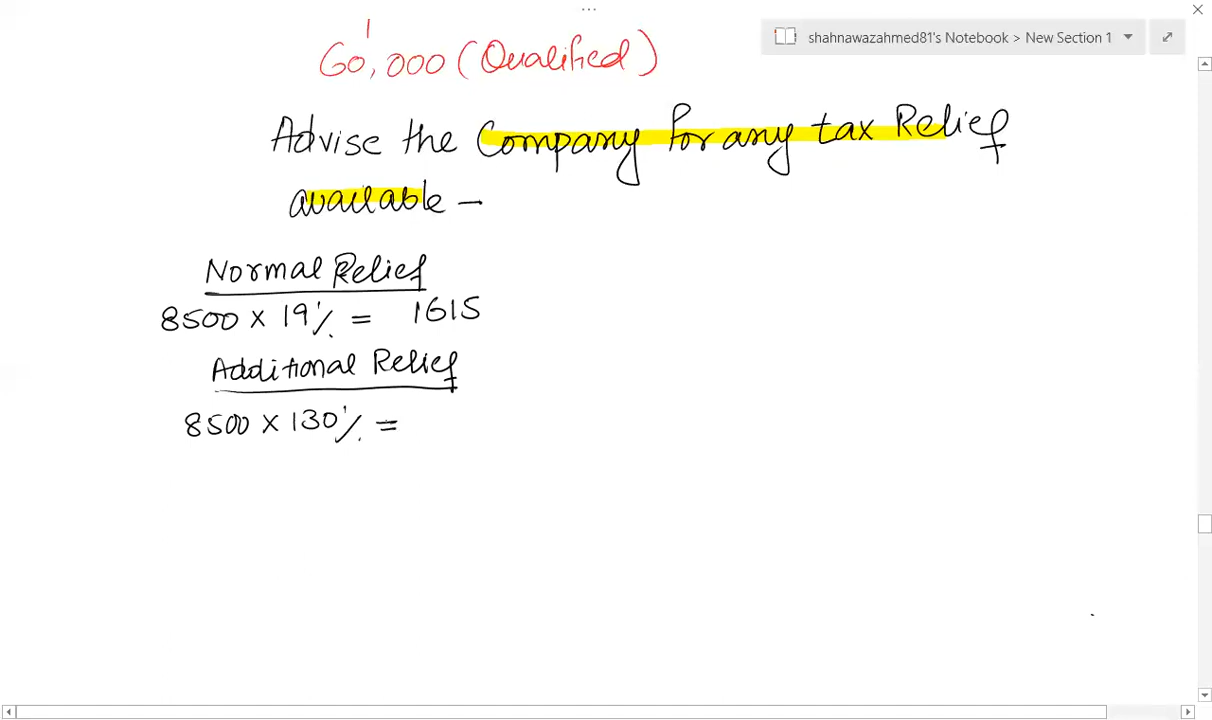 shahnawazahmed81's Notebook > New Section 1
60,000 (Qualified)
Advise the Company for any tax Relief
available -
Normal Relief
8500 X 19% = 1615
Additional Relief
8500 X 130% =